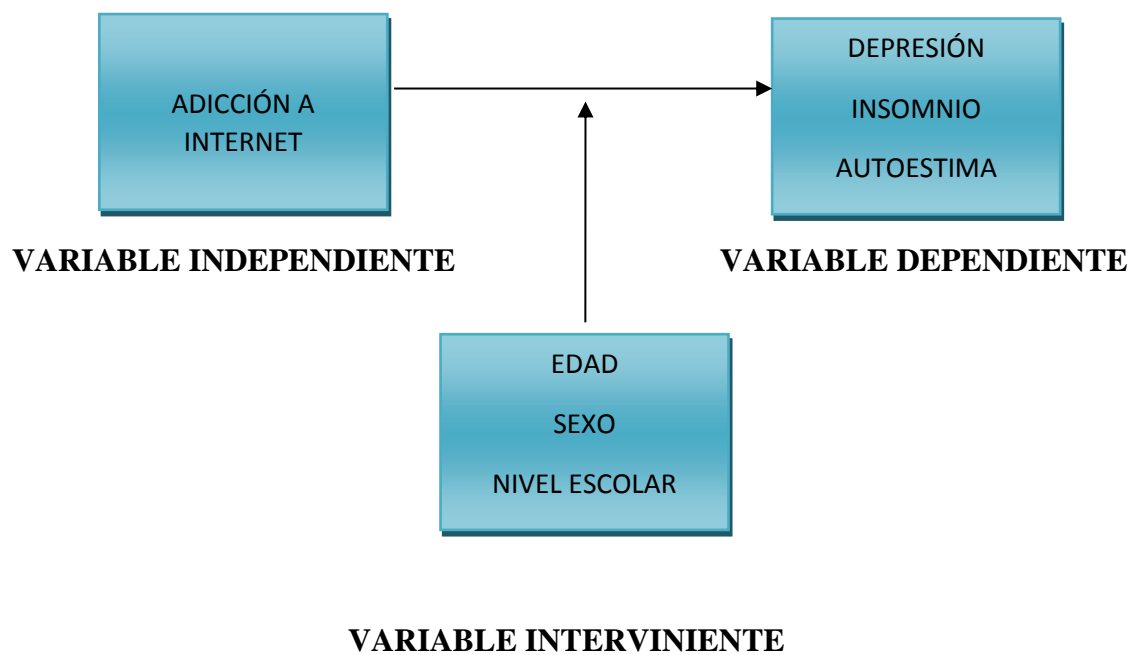 ADICCIÓN A
INTERNET
VARIABLE INDEPENDIENTE
DEPRESIÓN
INSOMNIO
AUTOESTIMA
VARIABLE DEPENDIENTE
EDAD
SEXO
NIVEL ESCOLAR
VARIABLE INTERVINIENTE